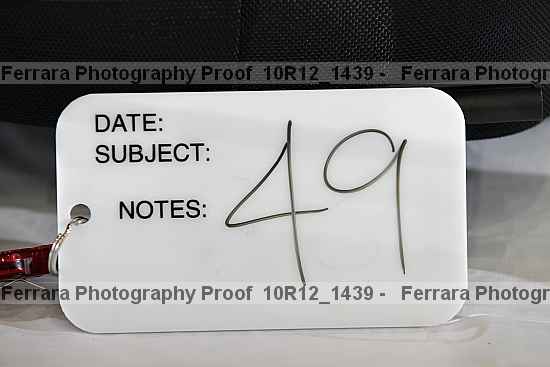 Ferrara Photography Proof 10R12_1439 - Ferrara Photogr
DATE:
SUBJECT:
49
NOTES:
Ferrara Photography Proof 10R12_1439 - Ferrara Photogr